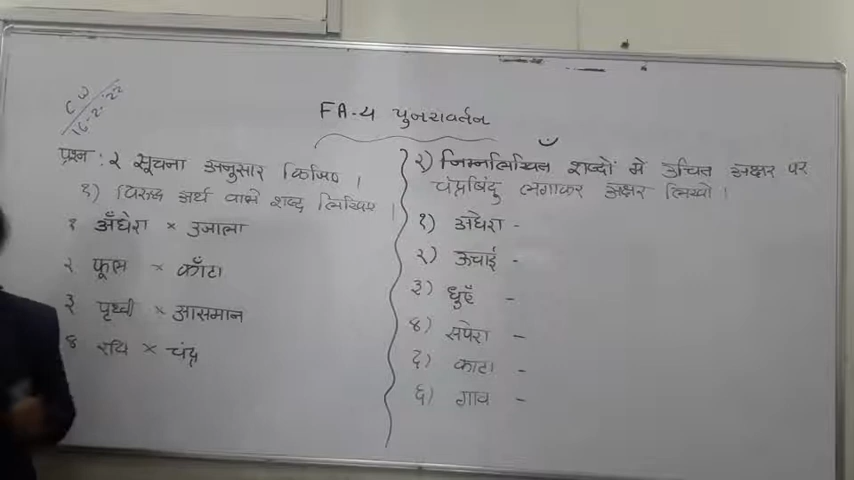 FA-4 पुनरावर्तन
प्रश्न : २ सूचना अनुसार किजिए ।
१) विरुद्ध अर्थ वाले शब्द लिखिए ।
१ अँधेरा × उजाला
२ फूल × काँटा
३ पृथ्वी × आसमान
४ रवि × चंद्र
२) निम्नलिखित शब्दों में उचित अक्षर पर
चंद्रबिंदु लगाकर अक्षर लिखो ।
१) अधेरा -
२) ऊचाई -
३) धुएँ -
४) सपेरा -
५) काटा -
६) गाव -